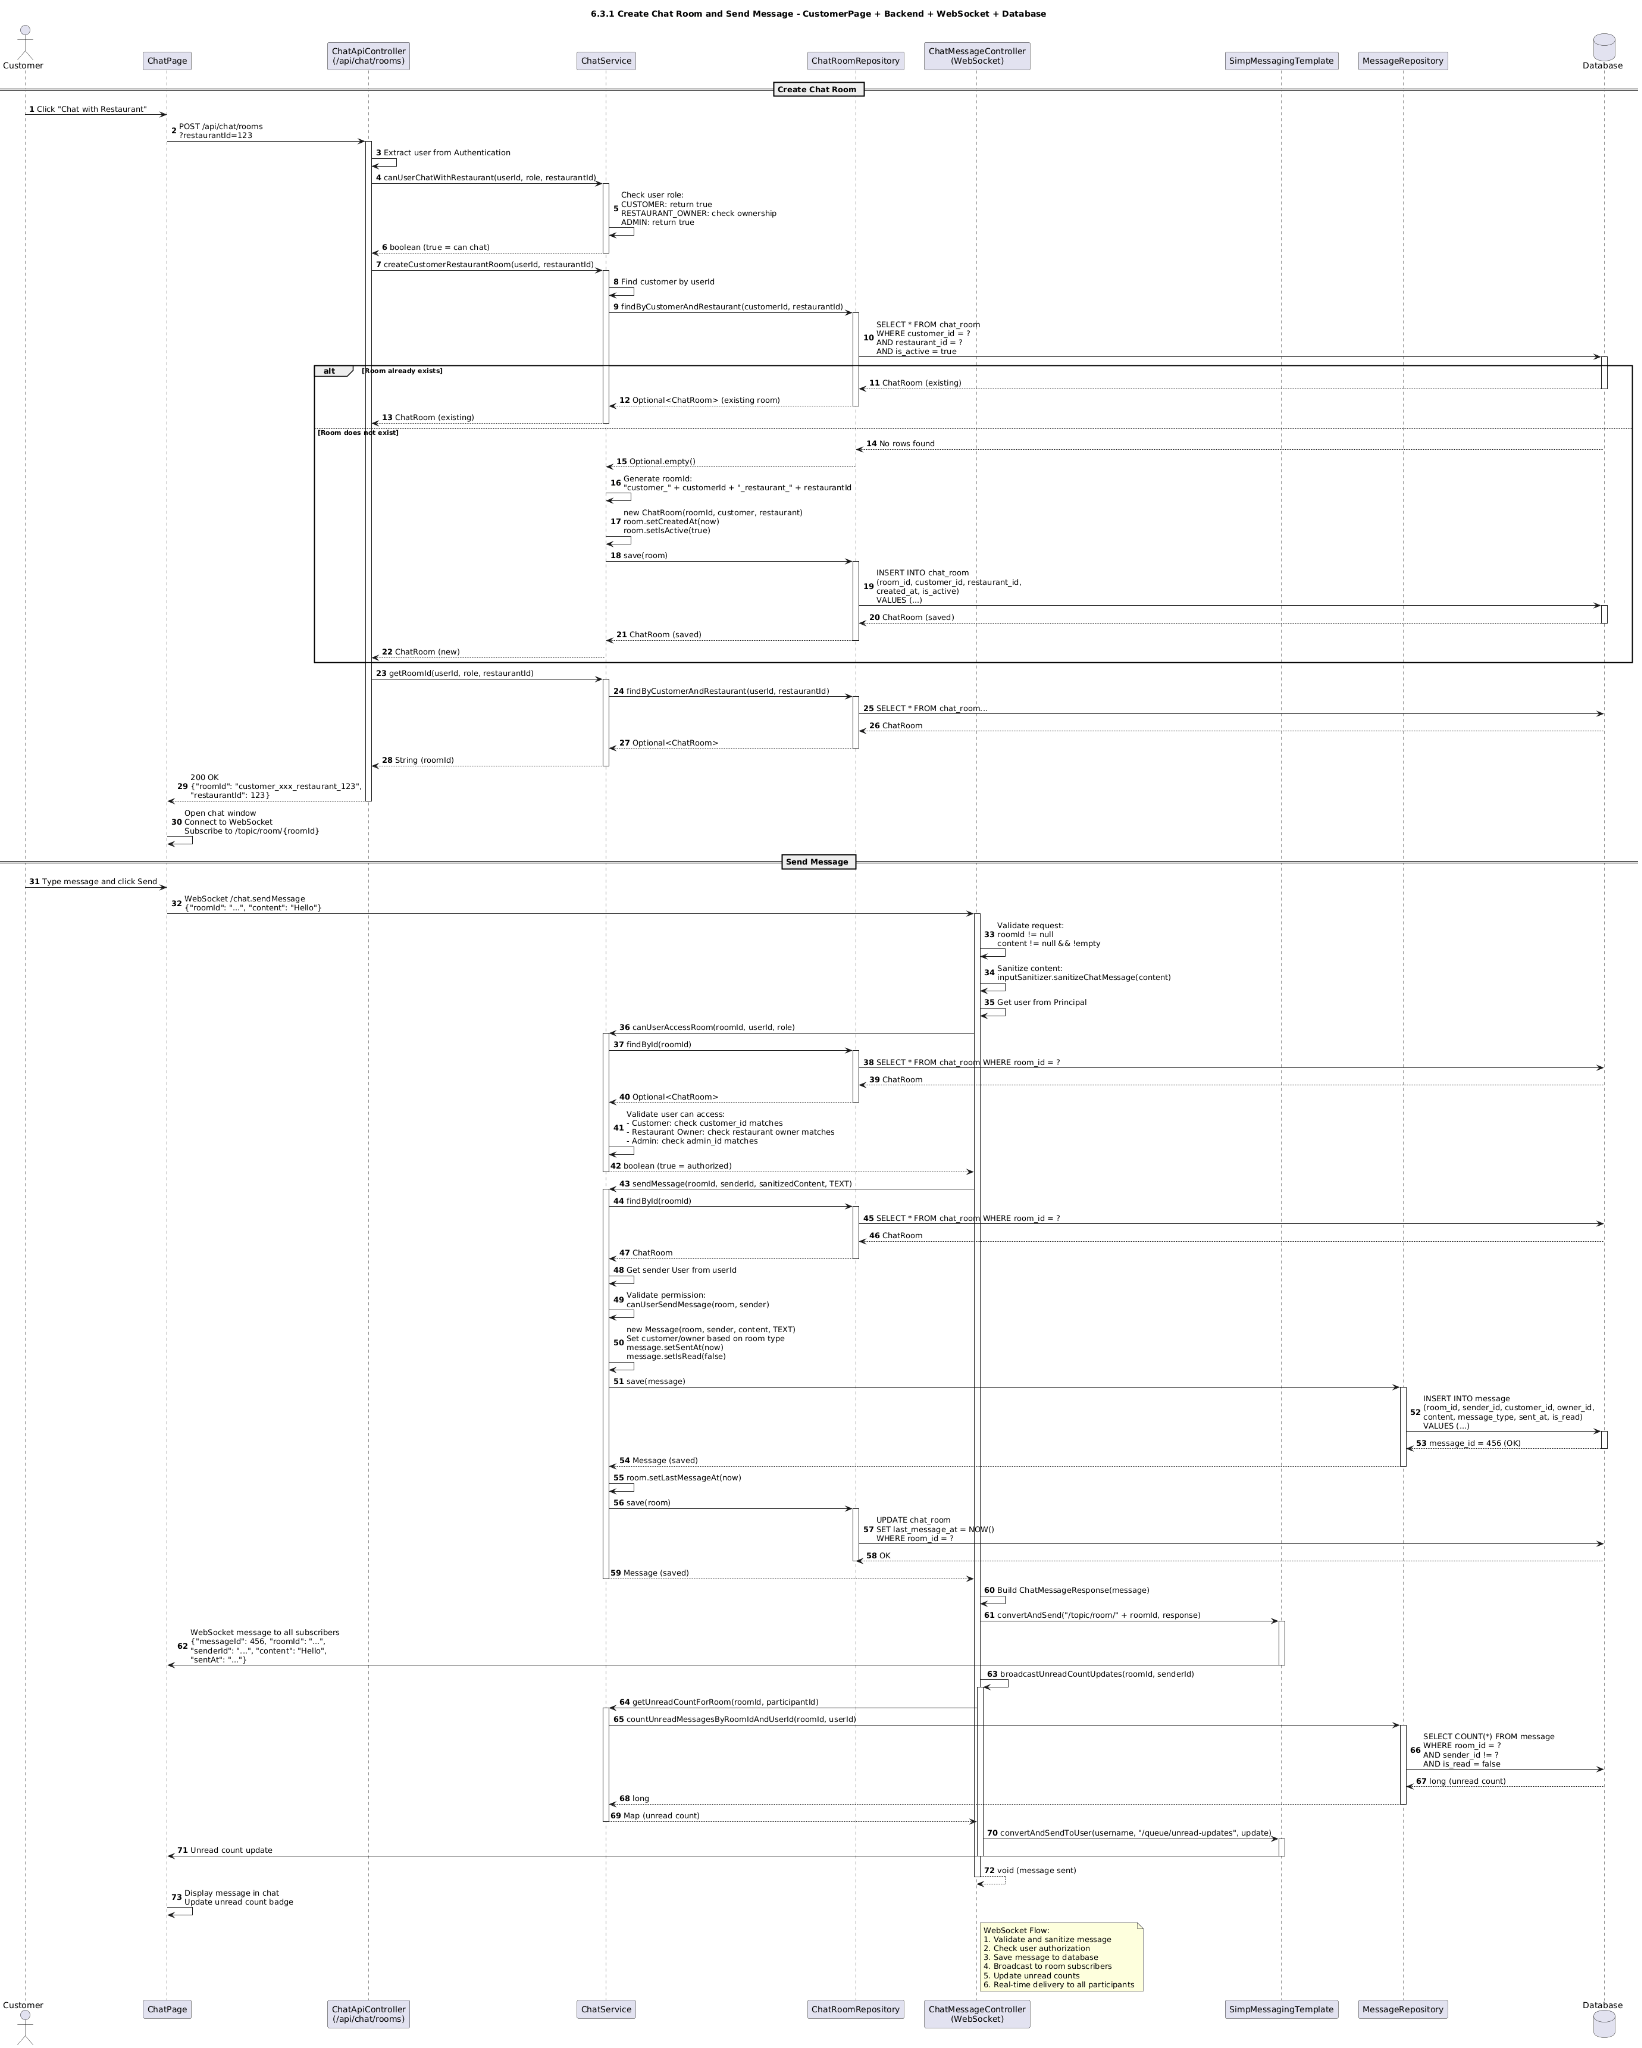 6.3.1 Create Chat Room and Send Message - CustomerPage + Backend + WebSocket + Database
Customer
ChatPage
ChatApiController
(/api/chat/rooms)
ChatService
ChatRoomRepository
ChatMessageController
(WebSocket)
SimpMessagingTemplate
MessageRepository
Database
Create Chat Room
1 Click "Chat with Restaurant"
2 POST /api/chat/rooms
?restaurantId=123
3 Extract user from Authentication
4 canUserChatWithRestaurant(userId, role, restaurantId)
5 Check user role:
CUSTOMER: return true
RESTAURANT_OWNER: check ownership
ADMIN: return true
6 boolean (true = can chat)
7 createCustomerRestaurantRoom(userId, restaurantId)
8 Find customer by userId
9 findByCustomerAndRestaurant(customerId, restaurantId)
10 SELECT * FROM chat_room
WHERE customer_id = ?
AND restaurant_id = ?
AND is_active = true
alt [Room already exists]
11 ChatRoom (existing)
12 Optional<ChatRoom> (existing room)
13 ChatRoom (existing)
[Room does not exist]
14 No rows found
15 Optional.empty()
16 Generate roomId:
"customer_" + customerId + "_restaurant_" + restaurantId
17 new ChatRoom(roomId, customer, restaurant)
room.setCreatedAt(now)
room.setIsActive(true)
18 save(room)
19 INSERT INTO chat_room
(room_id, customer_id, restaurant_id,
created_at, is_active)
VALUES (...)
20 ChatRoom (saved)
21 ChatRoom (saved)
22 ChatRoom (new)
23 getRoomId(userId, role, restaurantId)
24 findByCustomerAndRestaurant(userId, restaurantId)
25 SELECT * FROM chat_room...
26 ChatRoom
27 Optional<ChatRoom>
28 String (roomId)
29 200 OK
{"roomId": "customer_xxx_restaurant_123",
"restaurantId": 123}
30 Open chat window
Connect to WebSocket
Subscribe to /topic/room/{roomId}
Send Message
31 Type message and click Send
32 WebSocket /chat.sendMessage
{"roomId": "...", "content": "Hello"}
33 Validate request:
roomId != null
content != null && !empty
34 Sanitize content:
inputSanitizer.sanitizeChatMessage(content)
35 Get user from Principal
36 canUserAccessRoom(roomId, userId, role)
37 findById(roomId)
38 SELECT * FROM chat_room WHERE room_id = ?
39 ChatRoom
40 Optional<ChatRoom>
41 Validate user can access:
- Customer: check customer_id matches
- Restaurant Owner: check restaurant owner matches
- Admin: check admin_id matches
42 boolean (true = authorized)
43 sendMessage(roomId, senderId, sanitizedContent, TEXT)
44 findById(roomId)
45 SELECT * FROM chat_room WHERE room_id = ?
46 ChatRoom
47 ChatRoom
48 Get sender User from userId
49 Validate permission:
canUserSendMessage(room, sender)
50 new Message(room, sender, content, TEXT)
Set customer/owner based on room type
message.setSentAt(now)
message.setIsRead(false)
51 save(message)
52 INSERT INTO message
(room_id, sender_id, customer_id, owner_id,
content, message_type, sent_at, is_read)
VALUES (...)
53 message_id = 456 (OK)
54 Message (saved)
55 room.setLastMessageAt(now)
56 save(room)
57 UPDATE chat_room
SET last_message_at = NOW()
WHERE room_id = ?
58 OK
59 Message (saved)
60 Build ChatMessageResponse(message)
61 convertAndSend("/topic/room/" + roomId, response)
62 WebSocket message to all subscribers
{"messageId": 456, "roomId": "...",
"senderId": "...", "content": "Hello",
"sentAt": "..."}
63 broadcastUnreadCountUpdates(roomId, senderId)
64 getUnreadCountForRoom(roomId, participantId)
65 countUnreadMessagesByRoomIdAndUserId(roomId, userId)
66 SELECT COUNT(*) FROM message
WHERE room_id = ?
AND sender_id != ?
AND is_read = false
67 long (unread count)
68 long
69 Map (unread count)
70 convertAndSendToUser(username, "/queue/unread-updates", update)
71 Unread count update
72 void (message sent)
73 Display message in chat
Update unread count badge
WebSocket Flow:
1. Validate and sanitize message
2. Check user authorization
3. Save message to database
4. Broadcast to room subscribers
5. Update unread counts
6. Real-time delivery to all participants
Customer
ChatPage
ChatApiController
(/api/chat/rooms)
ChatService
ChatRoomRepository
ChatMessageController
(WebSocket)
SimpMessagingTemplate
MessageRepository
Database